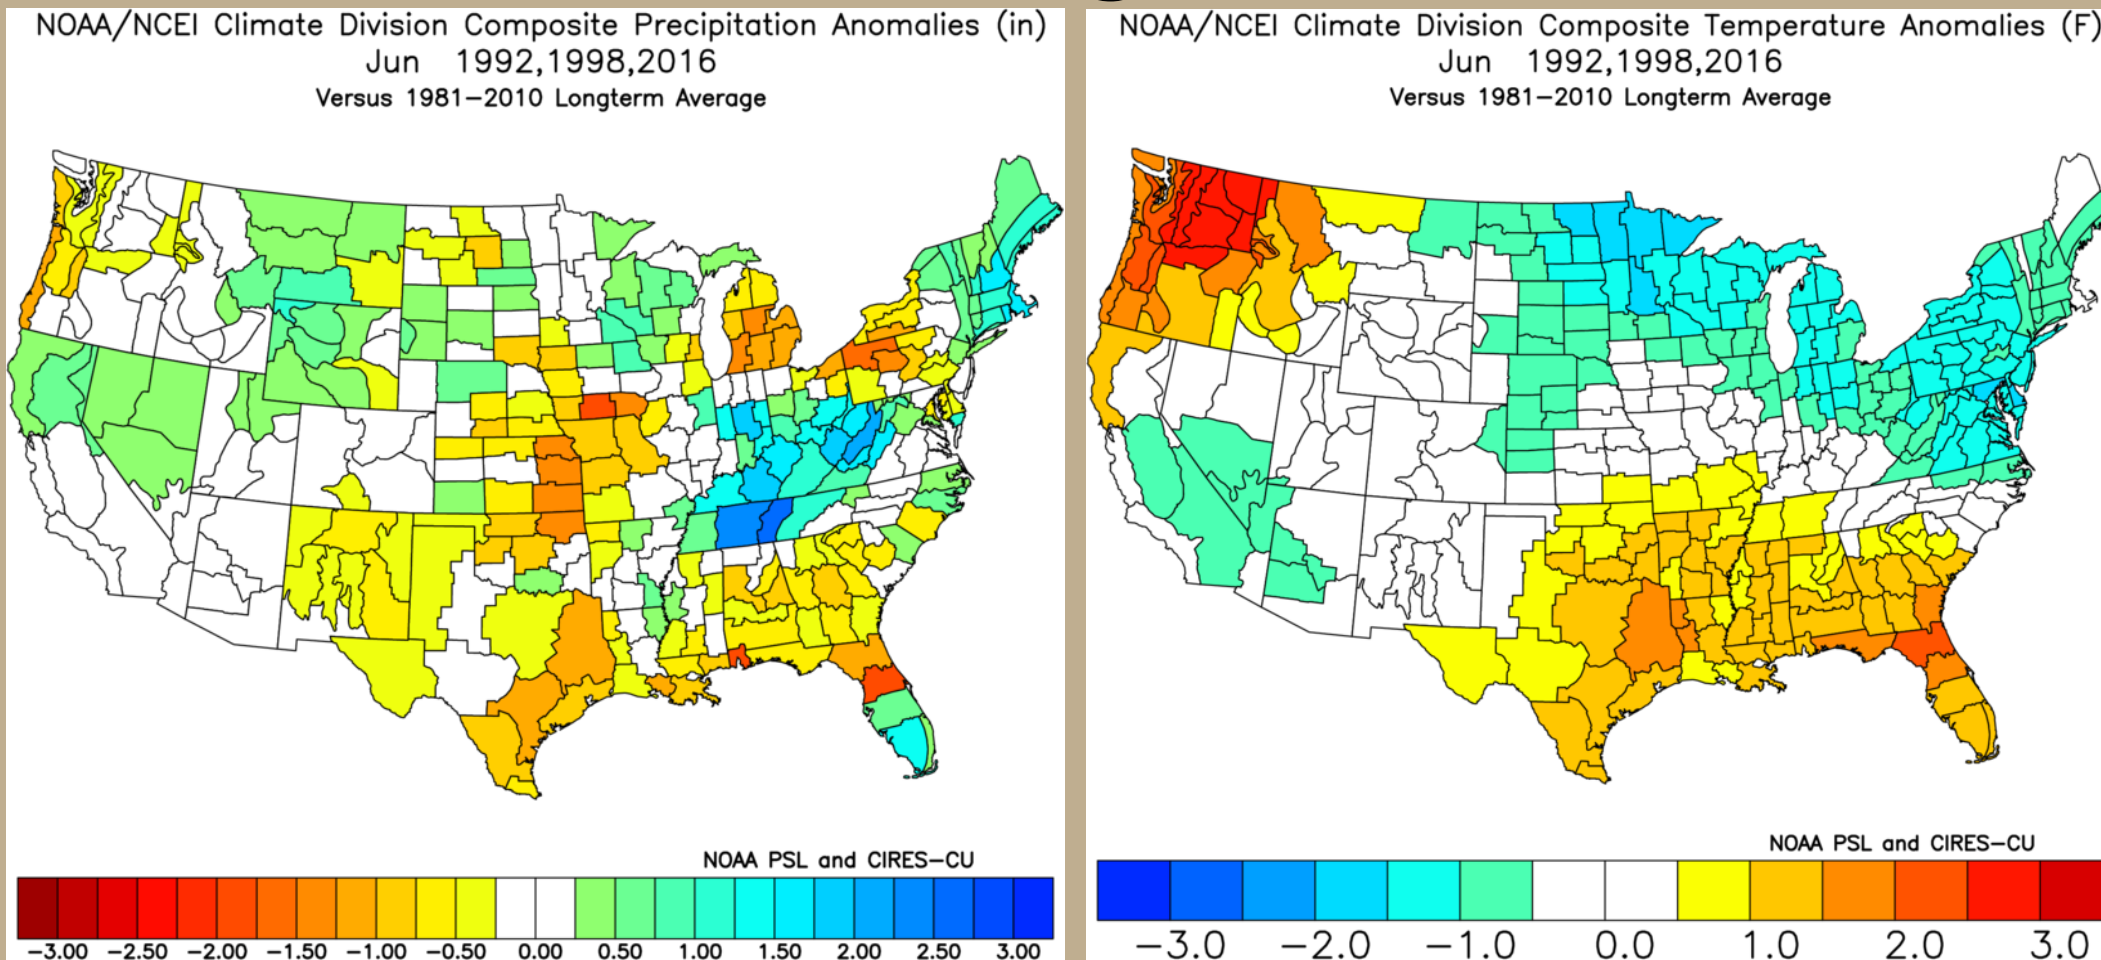 NOAA/NCEI Climate Division Composite Precipitation Anomalies (in)
Jun 1992,1998,2016
Versus 1981–2010 Longterm Average
NOAA PSL and CIRES–CU
−3.00 −2.50 −2.00 −1.50 −1.00 −0.50 0.00 0.50 1.00 1.50 2.00 2.50 3.00
NOAA/NCEI Climate Division Composite Temperature Anomalies (F)
Jun 1992,1998,2016
Versus 1981–2010 Longterm Average
NOAA PSL and CIRES–CU
−3.0 −2.0 −1.0 0.0 1.0 2.0 3.0